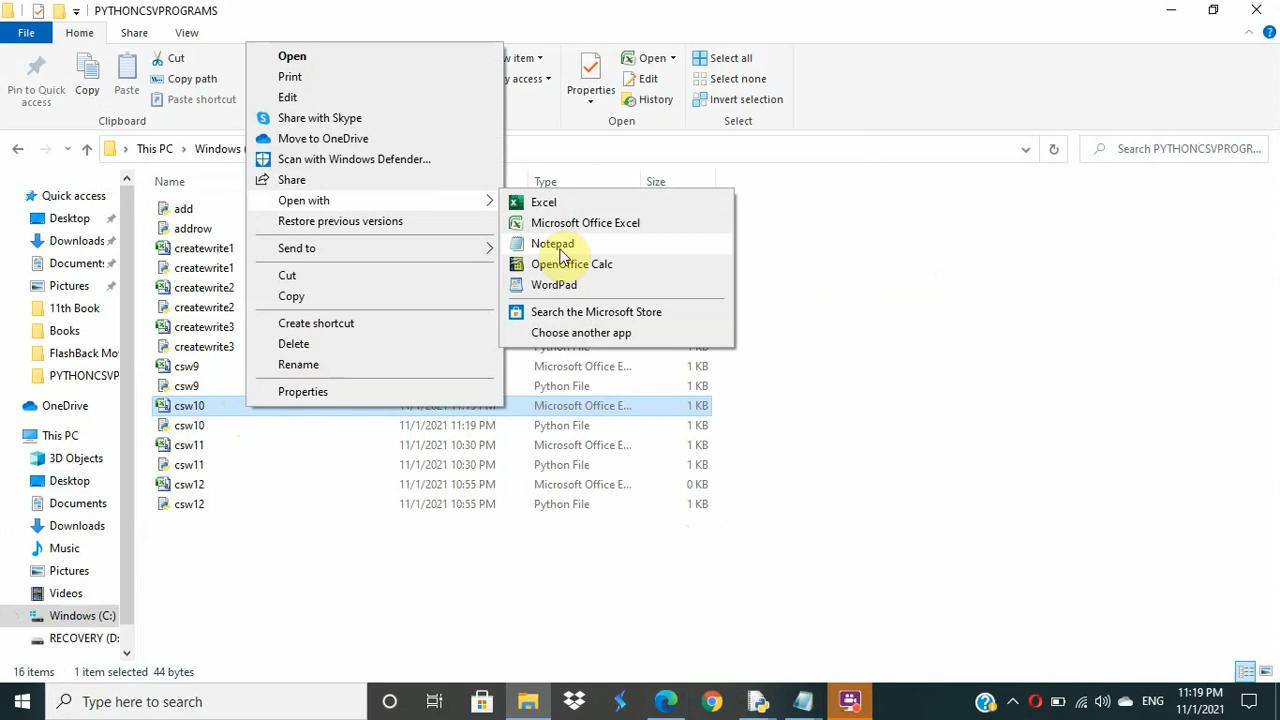 PYTHONCSVPROGRAMS
File Home Share View
Pin to Quick access
Copy
Paste
Cut
Copy path
Paste shortcut
Clipboard
Properties
Open
Edit
History
Open
Select all
Select none
Invert selection
Select
This PC
Search PYTHONCSVPROGR...
Name Type Size
Quick access
Desktop
Documents
Pictures
11th Book
Books
FlashBack Mo
PYTHONCSVP
OneDrive
This PC
3D Objects
Desktop
Documents
Downloads
Music
Pictures
Videos
Windows (C:)
RECOVERY (D:
add
addrow
createwrite1
createwrite1
createwrite2
createwrite2
createwrite3
createwrite3
csw9 Microsoft Office E... 1 KB
csw9 Python File 1 KB
csw10 Microsoft Office E... 1 KB
csw10 11/1/2021 11:19 PM Python File 1 KB
csw11 11/1/2021 10:30 PM Microsoft Office E... 1 KB
csw11 11/1/2021 10:30 PM Python File 1 KB
csw12 11/1/2021 10:55 PM Microsoft Office E... 0 KB
csw12 11/1/2021 10:55 PM Python File 1 KB
Open
Print
Edit
Share with Skype
Move to OneDrive
Scan with Windows Defender...
Share
Open with
Restore previous versions
Send to
Cut
Copy
Create shortcut
Delete
Rename
Properties
Excel
Microsoft Office Excel
Notepad
OpenOffice Calc
WordPad
Search the Microsoft Store
Choose another app
16 items 1 item selected 44 bytes
Type here to search
ENG
11:19 PM
11/1/2021